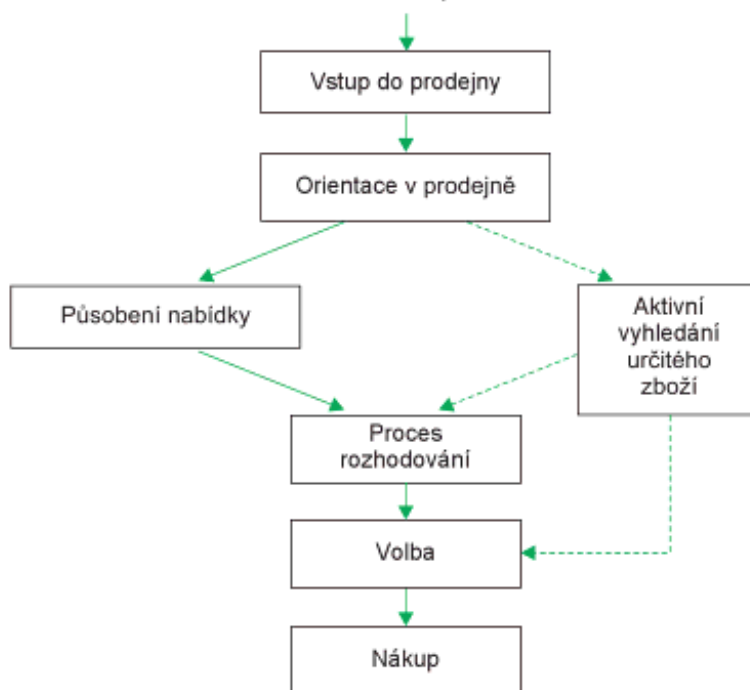 Vstup do prodejny
Orientace v prodejně
Působení nabídky
Aktivní
vyhledání
určitého
zboží
Proces
rozhodování
Volba
Nákup